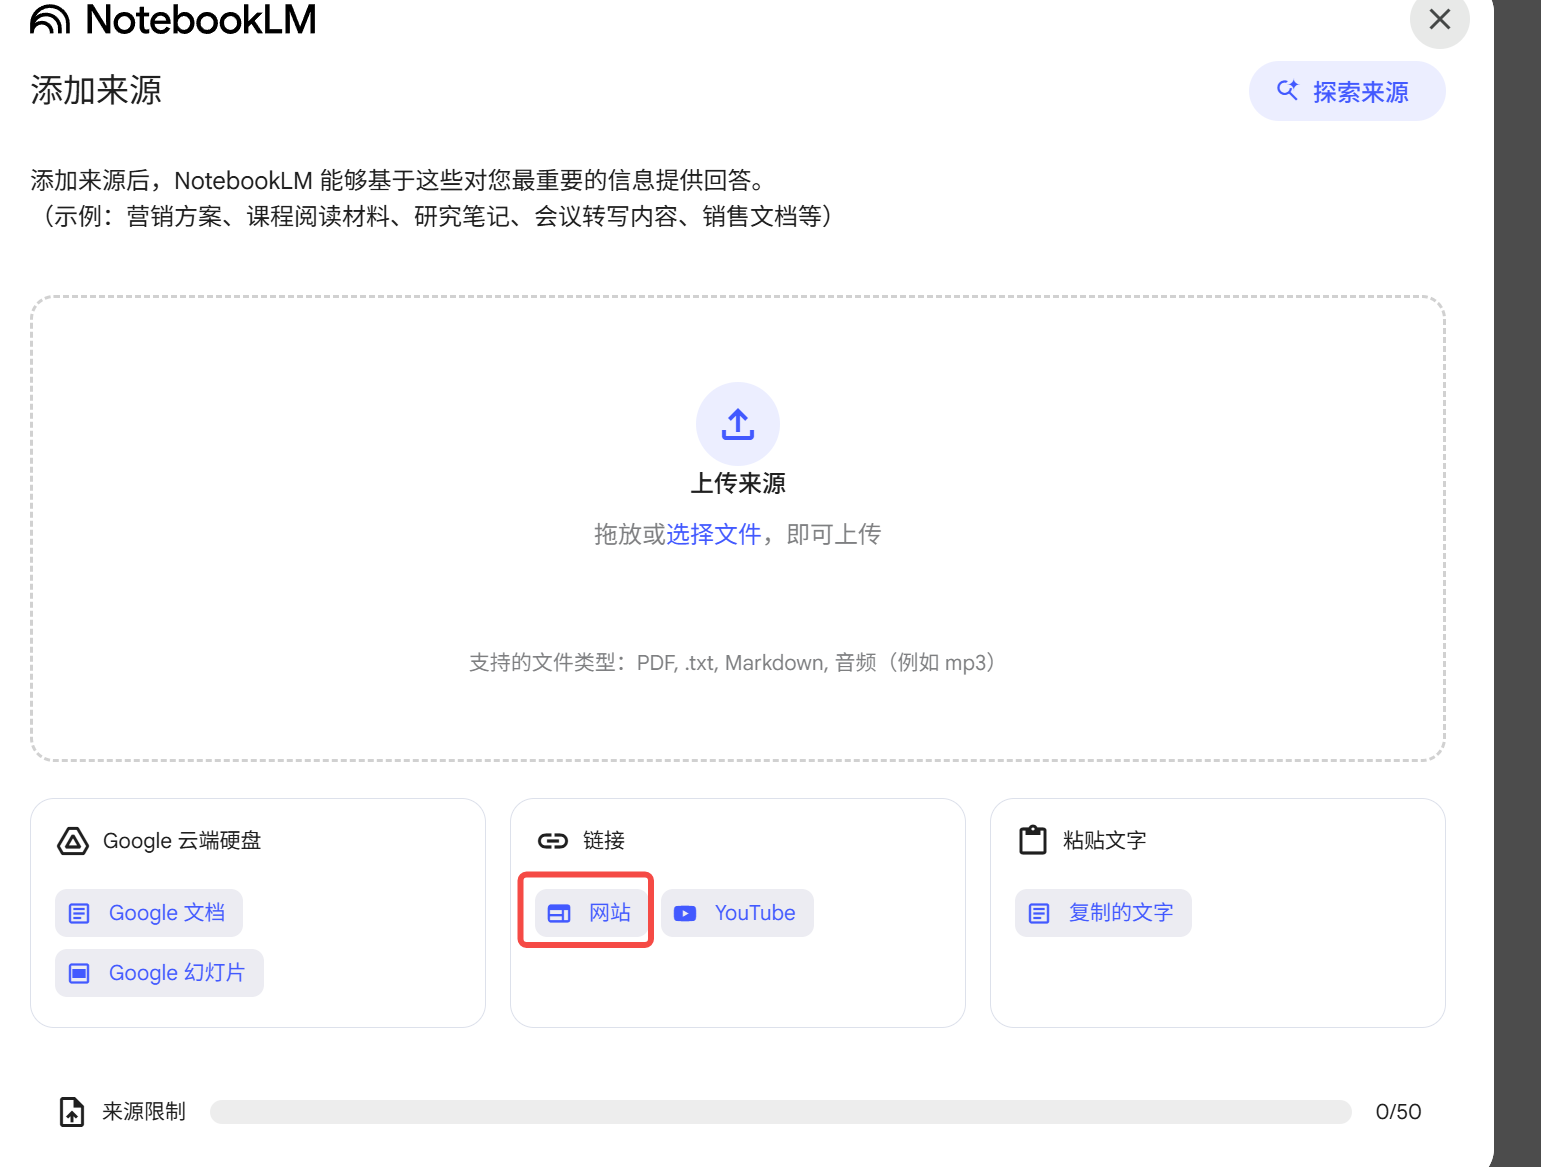 NotebookLM
添加来源
探索来源
添加来源后，NotebookLM 能够基于这些对您最重要的信息提供回答。
（示例：营销方案、课程阅读材料、研究笔记、会议转写内容、销售文档等）
上传来源
拖放或选择文件，即可上传
支持的文件类型：PDF, .txt, Markdown, 音频（例如 mp3）
Google 云端硬盘
Google 文档
Google 幻灯片
链接
网站
YouTube
粘贴文字
复制的文字
来源限制
0/50